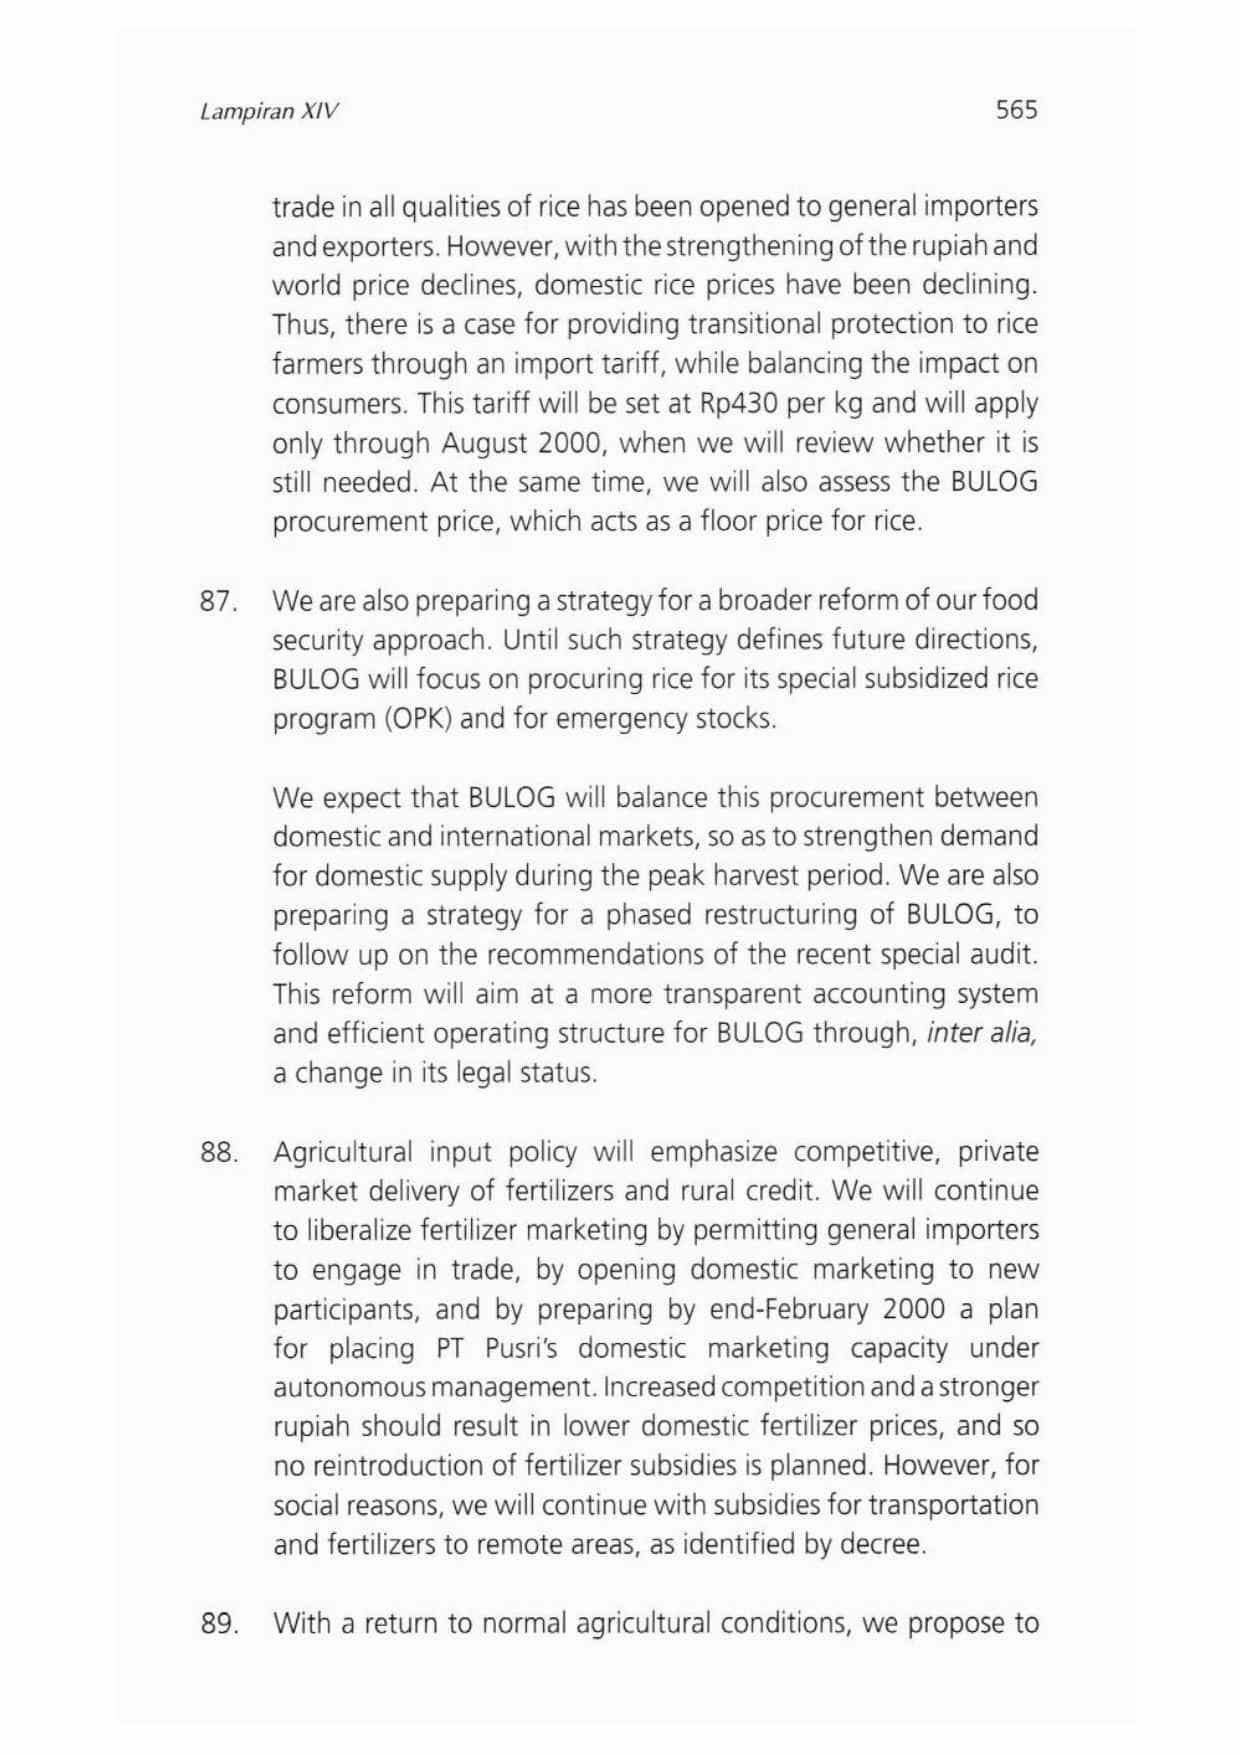 Lampiran XIV 565
trade in all qualities of rice has been opened to general importers
and exporters. However, with the strengthening of the rupiah and
world price declines, domestic rice prices have been declining.
Thus, there is a case for providing transitional protection to rice
farmers through an import tariff, while balancing the impact on
consumers. This tariff will be set at Rp430 per kg and will apply
only through August 2000, when we will review whether it is
still needed. At the same time, we will also assess the BULOG
procurement price, which acts as a floor price for rice.
87. We are also preparing a strategy for a broader reform of our food
security approach. Until such strategy defines future directions,
BULOG will focus on procuring rice for its special subsidized rice
program (OPK) and for emergency stocks.
We expect that BULOG will balance this procurement between
domestic and international markets, so as to strengthen demand
for domestic supply during the peak harvest period. We are also
preparing a strategy for a phased restructuring of BULOG, to
follow up on the recommendations of the recent special audit.
This reform will aim at a more transparent accounting system
and efficient operating structure for BULOG through, inter alia,
a change in its legal status.
88. Agricultural input policy will emphasize competitive, private
market delivery of fertilizers and rural credit. We will continue
to liberalize fertilizer marketing by permitting general importers
to engage in trade, by opening domestic marketing to new
participants, and by preparing by end-February 2000 a plan
for placing PT Pusri's domestic marketing capacity under
autonomous management. Increased competition and a stronger
rupiah should result in lower domestic fertilizer prices, and so
no reintroduction of fertilizer subsidies is planned. However, for
social reasons, we will continue with subsidies for transportation
and fertilizers to remote areas, as identified by decree.
89. With a return to normal agricultural conditions, we propose to